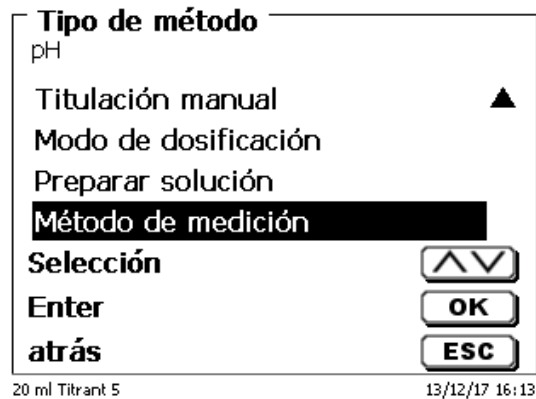 Tipo de método
pH
Titulación manual
Modo de dosificación
Preparar solución
Método de medición
Selección
Enter OK
atrás ESC
20 ml Titrant 5 13/12/17 16:13